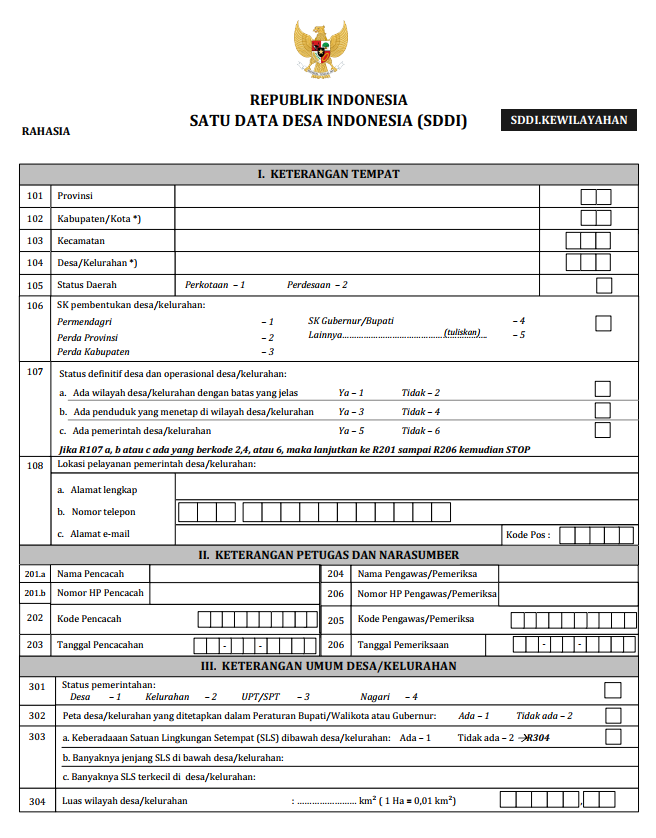 REPUBLIK INDONESIA
SATU DATA DESA INDONESIA (SDDI)
SDDI.KEWILAYAHAN
RAHASIA
I. KETERANGAN TEMPAT
101 Provinsi
102 Kabupaten/Kota *)
103 Kecamatan
104 Desa/Kelurahan *)
105 Status Daerah Perkotaan – 1 Perdesaan – 2
106 SK pembentukan desa/kelurahan:
Permendagri – 1 SK Gubernur/Bupati – 4
Perda Provinsi – 2 Lainnya......(tuliskan)...... – 5
Perda Kabupaten – 3
107 Status definitif desa dan operasional desa/kelurahan:
a. Ada wilayah desa/kelurahan dengan batas yang jelas Ya – 1 Tidak – 2
b. Ada penduduk yang menetap di wilayah desa/kelurahan Ya – 3 Tidak – 4
c. Ada pemerintah desa/kelurahan Ya – 5 Tidak – 6
Jika R107 a, b atau c ada yang berkode 2,4, atau 6, maka lanjutkan ke R201 sampai R206 kemudian STOP
108 Lokasi pelayanan pemerintah desa/kelurahan:
a. Alamat lengkap
b. Nomor telepon
c. Alamat e-mail Kode Pos :
II. KETERANGAN PETUGAS DAN NARASUMBER
201.a Nama Pencacah 204 Nama Pengawas/Pemeriksa
201.b Nomor HP Pencacah 206 Nomor HP Pengawas/Pemeriksa
202 Kode Pencacah 205 Kode Pengawas/Pemeriksa
203 Tanggal Pencacahan - - 206 Tanggal Pemeriksaan - -
III. KETERANGAN UMUM DESA/KELURAHAN
301 Status pemerintahan:
Desa – 1 Kelurahan – 2 UPT/SPT – 3 Nagari – 4
302 Peta desa/kelurahan yang ditetapkan dalam Peraturan Bupati/Walikota atau Gubernur: Ada – 1 Tidak ada – 2
303 a. Keberadaaan Satuan Lingkungan Setempat (SLS) dibawah desa/kelurahan: Ada – 1 Tidak ada – 2 →R304
b. Banyaknya jenjang SLS di bawah desa/kelurahan:
c. Banyaknya SLS terkecil di desa/kelurahan:
304 Luas wilayah desa/kelurahan : ........................ km² ( 1 Ha = 0,01 km²) ,